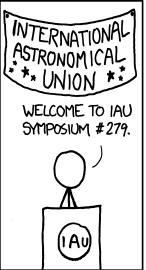 INTERNATIONAL
ASTRONOMICAL
UNION
WELCOME TO IAU
SYMPOSIUM #279.
IAU